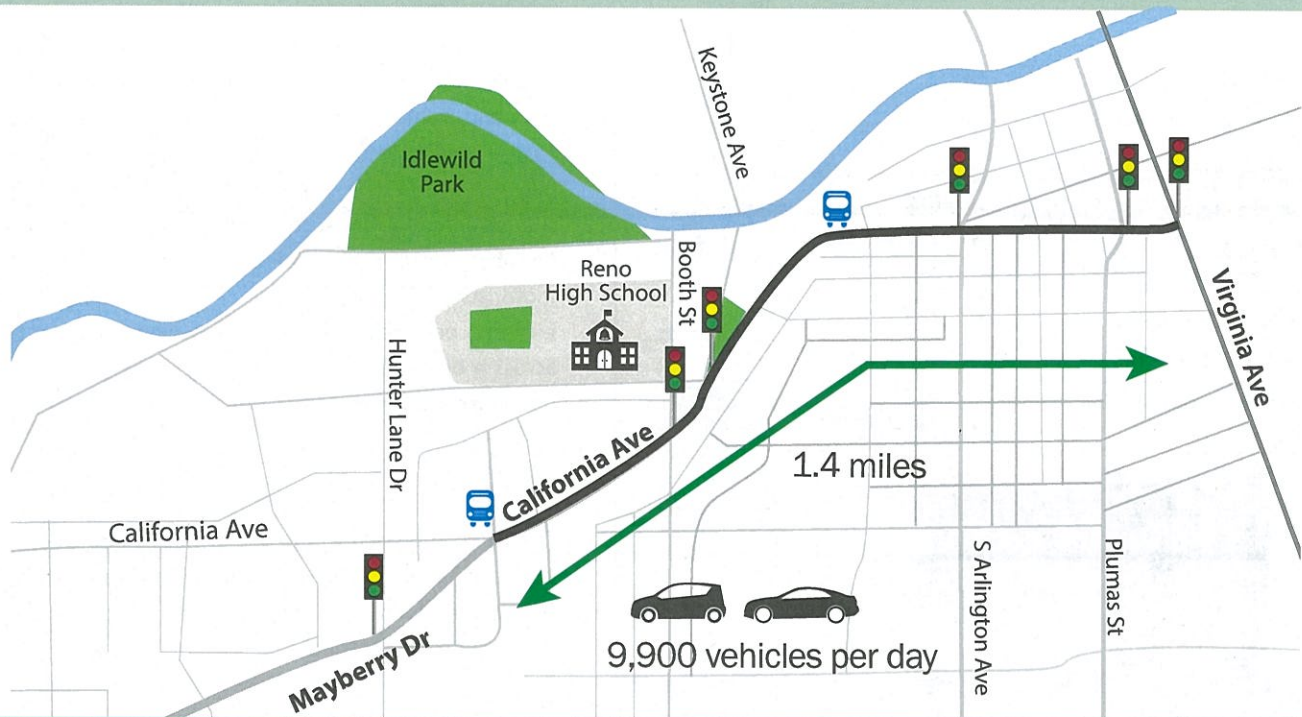 Keystone Ave
Idlewild
Park
Reno
High School
Booth St
Hunter Lane Dr
Virginia Ave
California Ave
1.4 miles
California Ave
S Arlington Ave
Plumas St
Mayberry Dr
9,900 vehicles per day